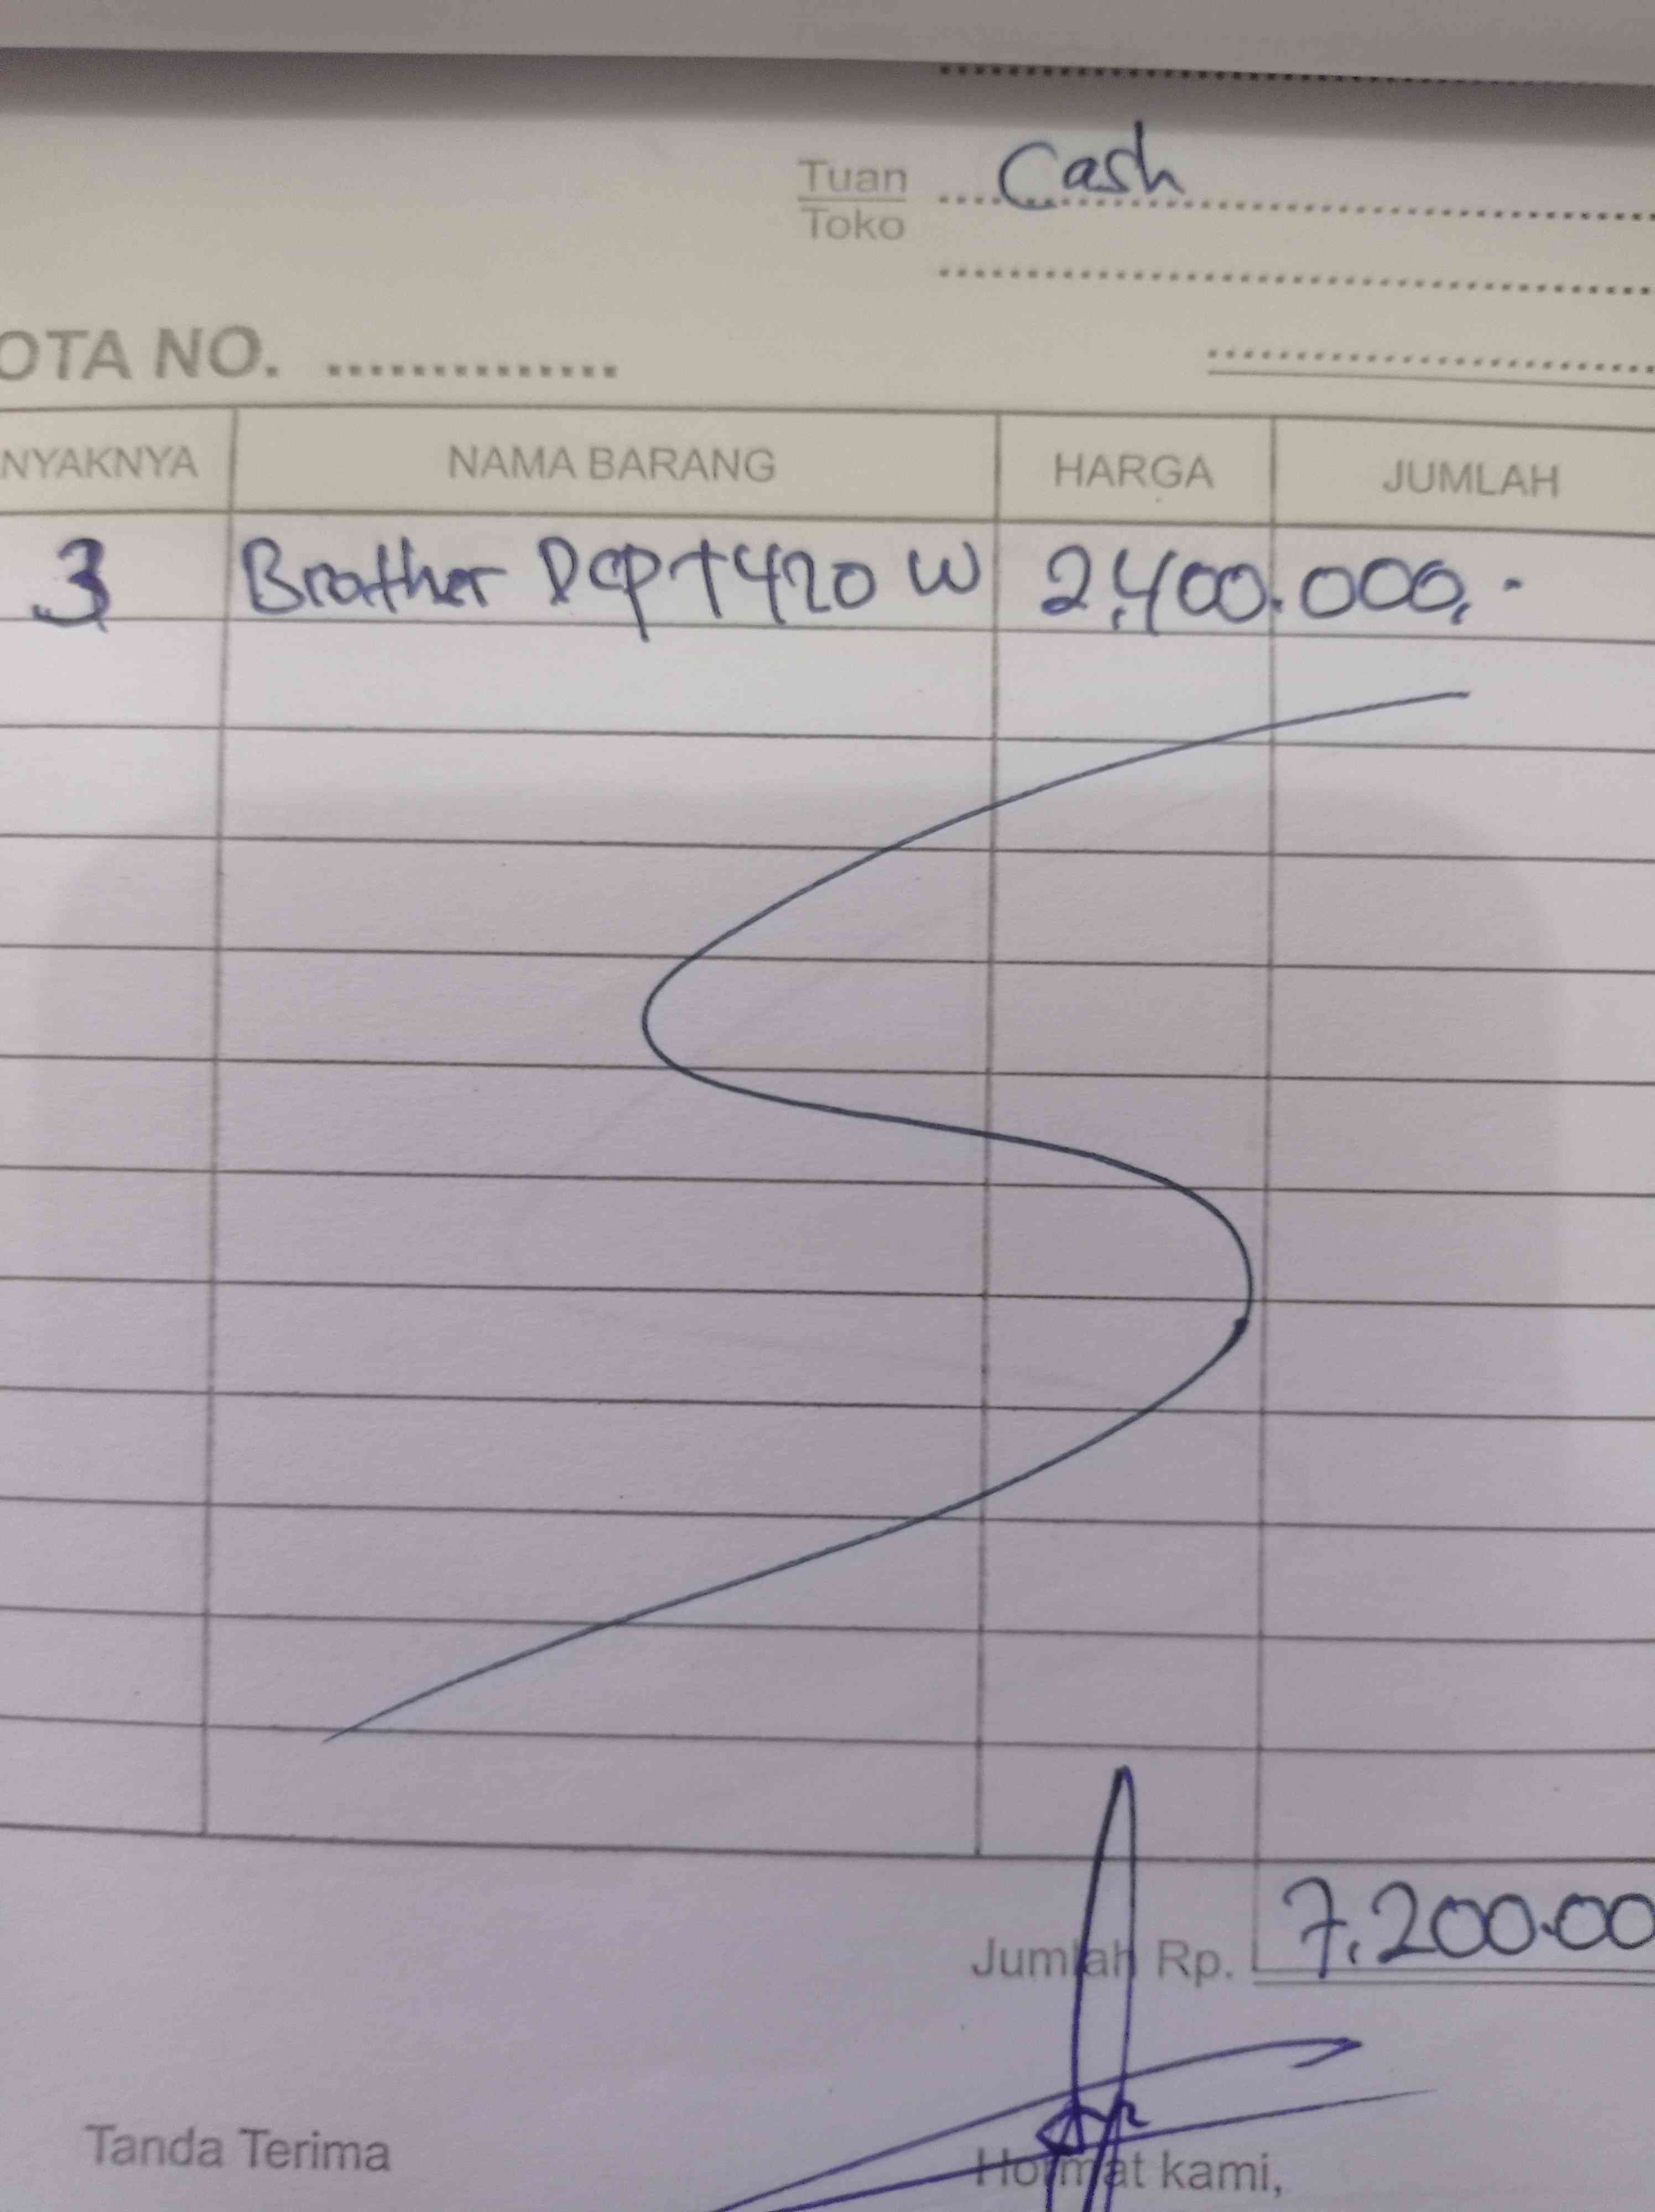 Tuan Cash
Toko
OTA NO. ..............
NYAKNYA NAMA BARANG HARGA JUMLAH
3 Brother Dcp T420 W 2.400.000,-
Jumlah Rp. 7.200.00
Tanda Terima Hormat kami,